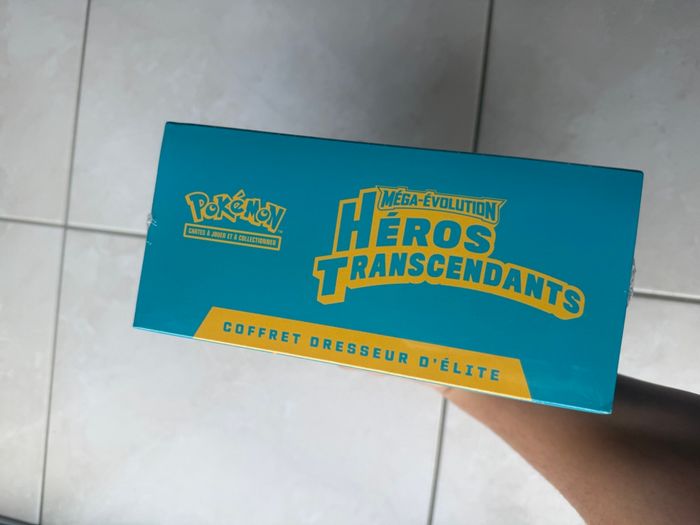 Pokémon
CARTES À JOUER ET À COLLECTIONNER
MÉGA-ÉVOLUTION
HÉROS
TRANSCENDANTS
COFFRET DRESSEUR D'ÉLITE